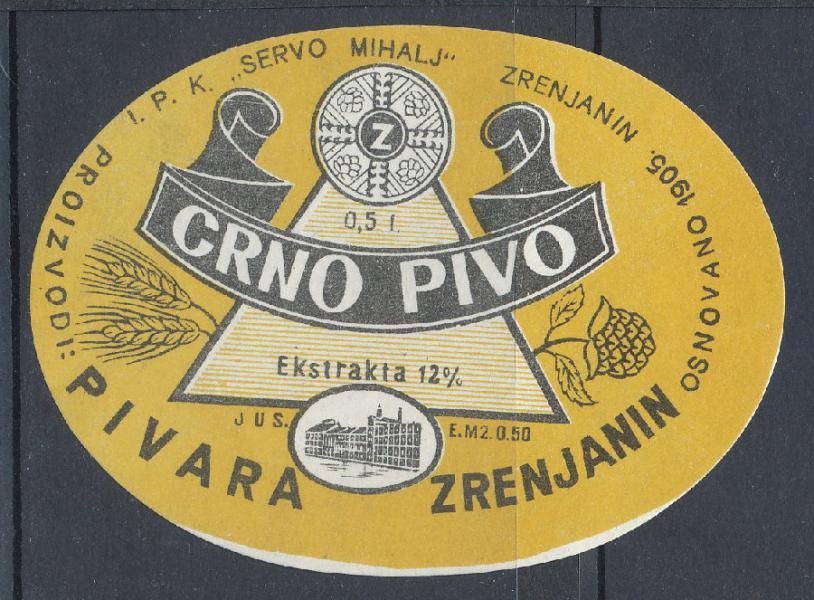 PROIZVODI: I. P. K. „SERVO MIHALJ“ ZRENJANIN
OSNOVANO 1905.
Z
0,5 l.
CRNO PIVO
Ekstrakta 12%
JUS. E.M2.0.50
PIVARA ZRENJANIN